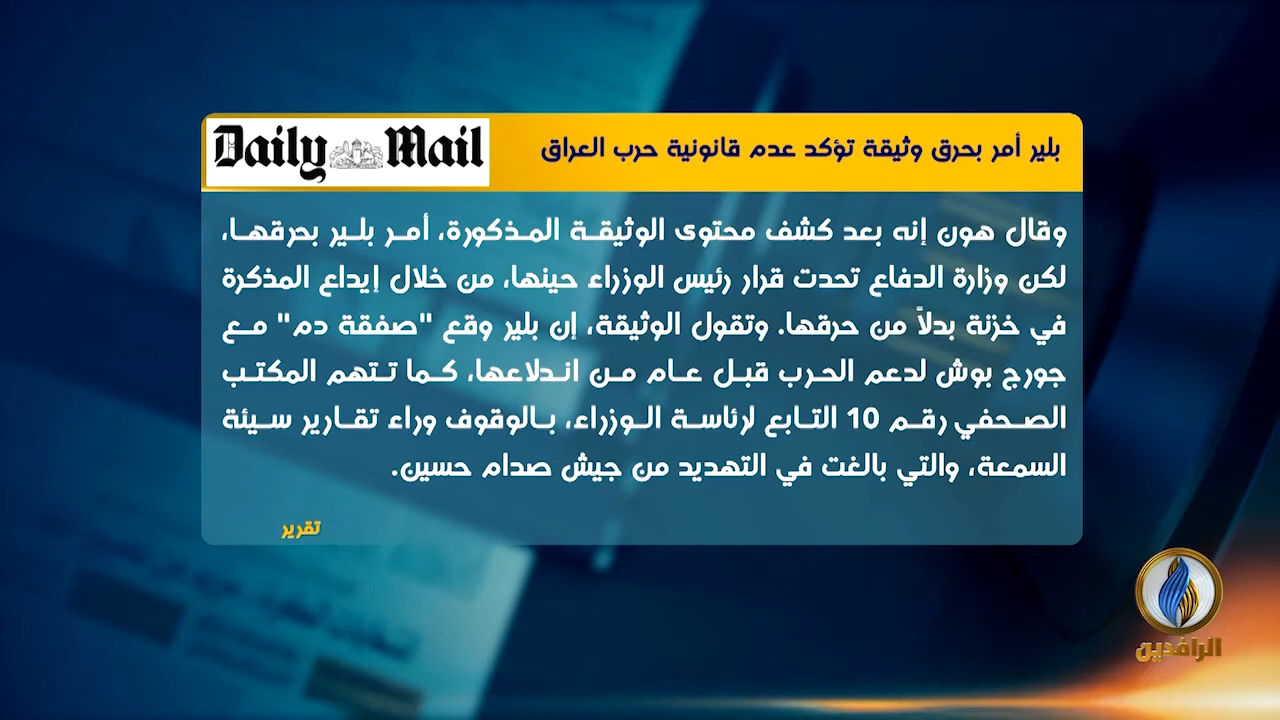 بلير أمر بحرق وثيقة تؤكد عدم قانونية حرب العراق
Daily Mail
وقال هون إنه بعد كشف محتوى الوثيقة المذكورة، أمر بلير بحرقها،
لكن وزارة الدفاع تحدت قرار رئيس الوزراء حينها، من خلال إيداع المذكرة
في خزنة بدلاً من حرقها. وتقول الوثيقة، إن بلير وقع "صفقة دم" مع
جورج بوش لدعم الحرب قبل عام من اندلاعها، كما تتهم المكتب
الصحفي رقم 10 التابع لرئاسة الوزراء، بالوقوف وراء تقارير سيئة
السمعة، والتي بالغت في التهديد من جيش صدام حسين.
تقرير
الرافدين